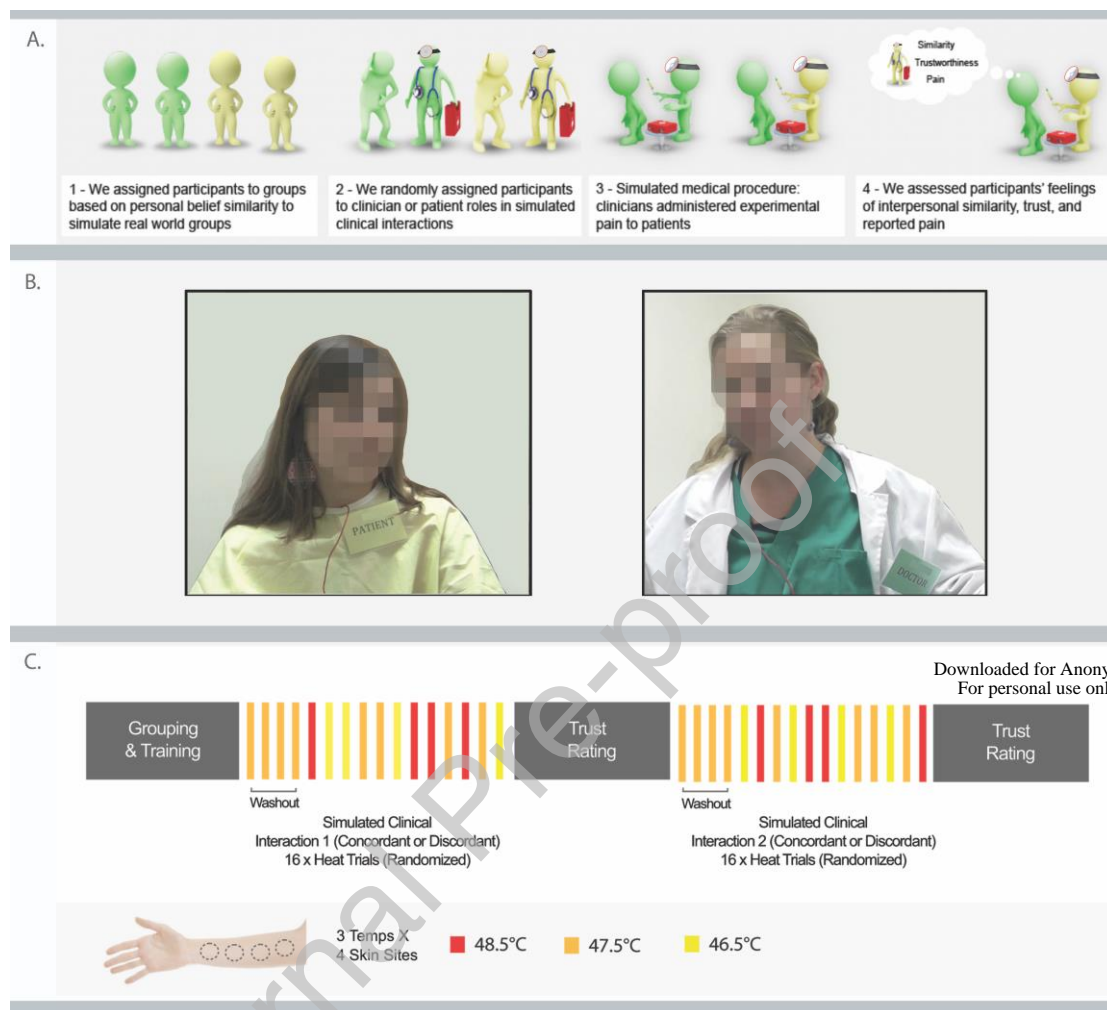 A.
Similarity
Trustworthiness
Pain
1 - We assigned participants to groups
based on personal belief similarity to
simulate real world groups
2 - We randomly assigned participants
to clinician or patient roles in simulated
clinical interactions
3 - Simulated medical procedure:
clinicians administered experimental
pain to patients
4 - We assessed participants' feelings
of interpersonal similarity, trust, and
reported pain
B.
PATIENT
DOCTOR
C.
Downloaded for Anony
For personal use onl
Grouping
& Training
Trust
Rating
Trust
Rating
Washout
Simulated Clinical
Interaction 1 (Concordant or Discordant)
16 x Heat Trials (Randomized)
Washout
Simulated Clinical
Interaction 2 (Concordant or Discordant)
16 x Heat Trials (Randomized)
3 Temps X
4 Skin Sites
48.5°C
47.5°C
46.5°C
rnal Pre-proof